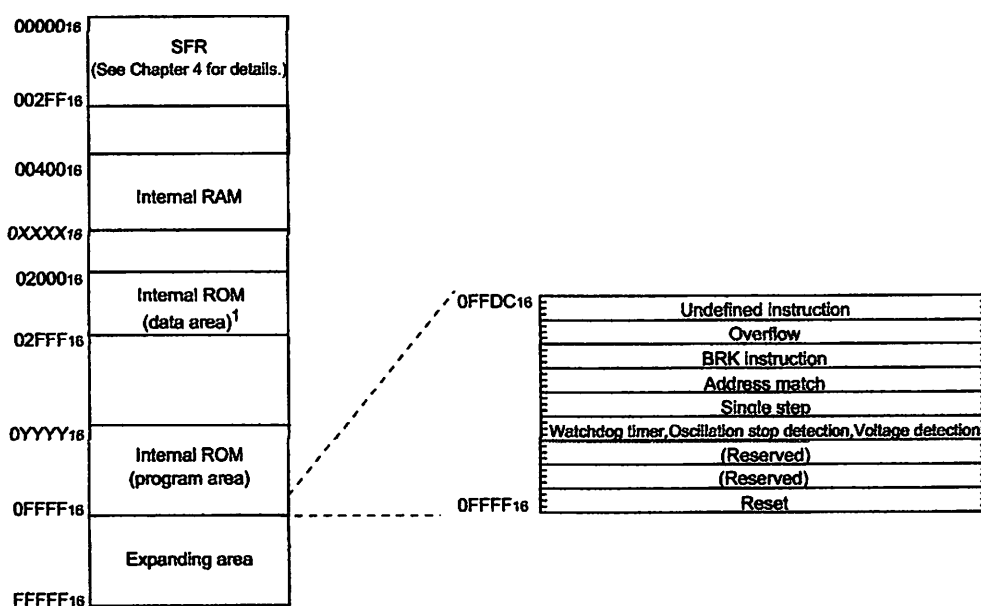 0000016
SFR
(See Chapter 4 for details.)
002FF16
0040016
Internal RAM
0XXXX16
0200016
Internal ROM
(data area)1
02FFF16
0YYYY16
Internal ROM
(program area)
0FFFF16
Expanding area
FFFFF16
0FFDC16
Undefined instruction
Overflow
BRK instruction
Address match
Single step
Watchdog timer,Oscillation stop detection,Voltage detection
(Reserved)
(Reserved)
Reset
0FFFF16